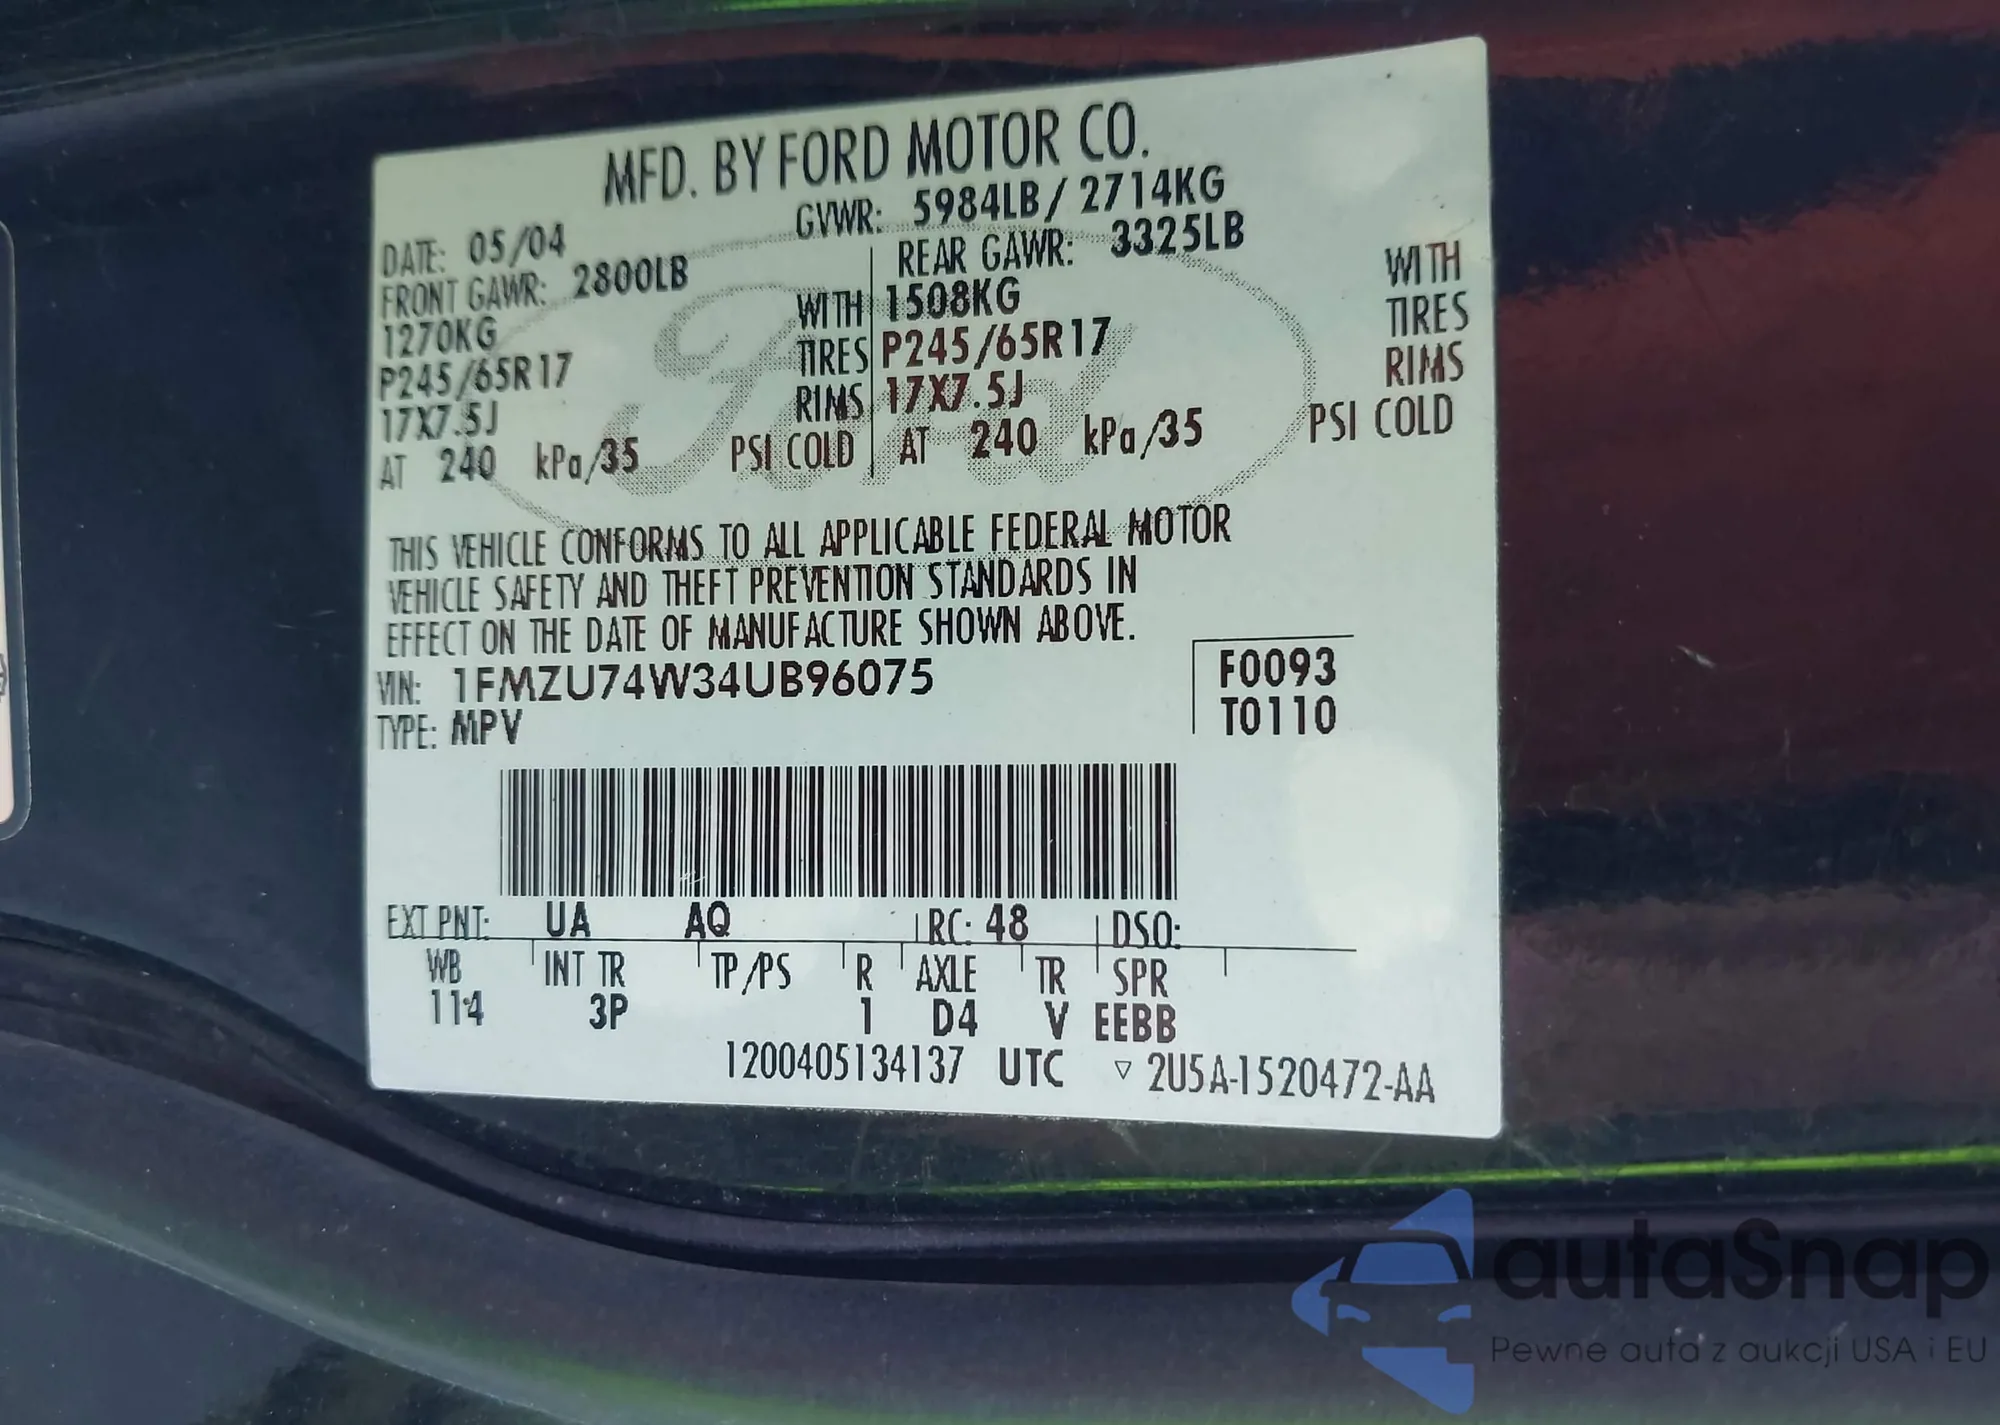 MFD. BY FORD MOTOR CO.
DATE: 05/04 GVWR: 5984LB / 2714KG
FRONT GAWR: 2800LB REAR GAWR: 3325LB
1270KG WITH 1508KG WITH
P245/65R17 TIRES P245/65R17 TIRES
17X7.5J RIMS 17X7.5J RIMS
AT 240 kPa/35 PSI COLD AT 240 kPa/35 PSI COLD
Ford
THIS VEHICLE CONFORMS TO ALL APPLICABLE FEDERAL MOTOR
VEHICLE SAFETY AND THEFT PREVENTION STANDARDS IN
EFFECT ON THE DATE OF MANUFACTURE SHOWN ABOVE.
VIN: 1FMZU74W34UB96075 F0093
TYPE: MPV T0110
EXT PNT: UA AQ RC: 48 DSO:
WB INT TR TP/PS R AXLE TR SPR
114 3P 1 D4 V EEBB
1200405134137 UTC ▽ 2U5A-1520472-AA
autaSnap
Pewne auta z aukcji USA i EU